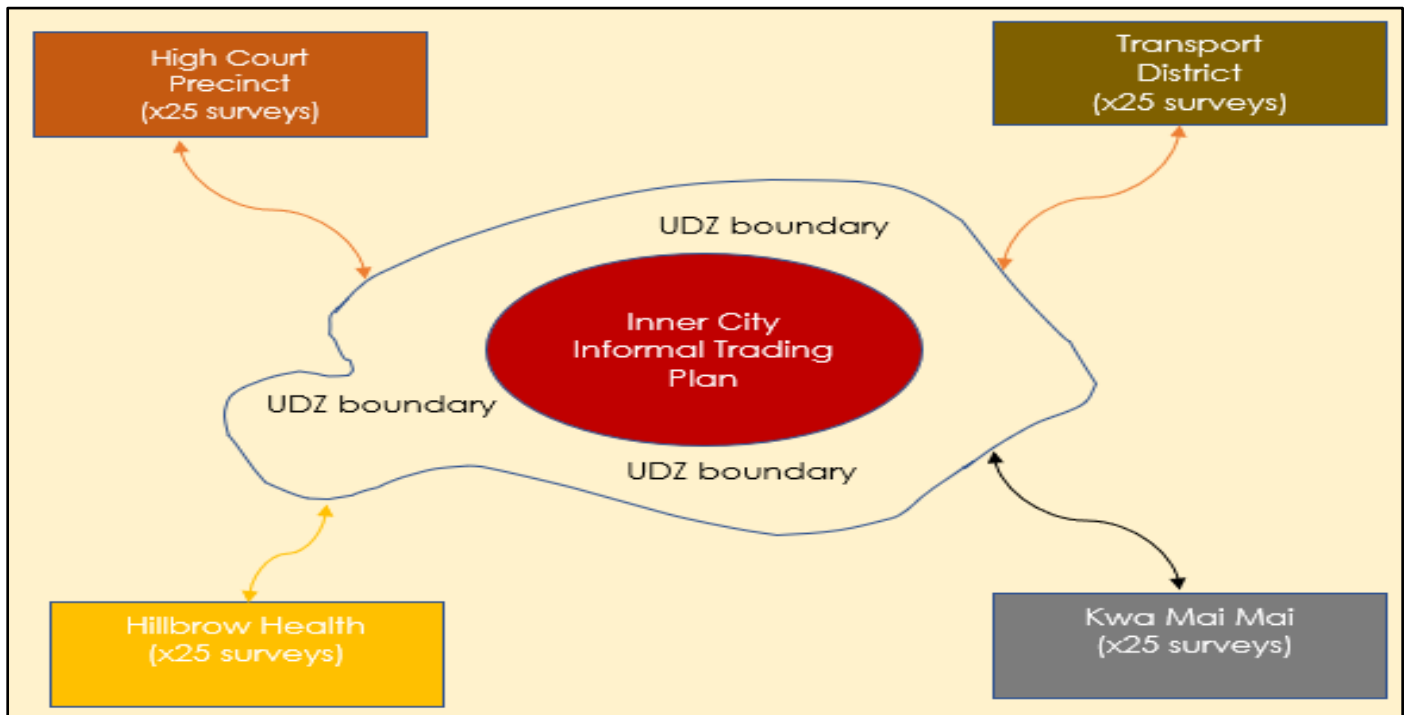 High Court
Precinct
(x25 surveys)
Transport
District
(x25 surveys)
UDZ boundary
Inner City
Informal Trading
Plan
UDZ boundary
UDZ boundary
Hillbrow Health
(x25 surveys)
Kwa Mai Mai
(x25 surveys)